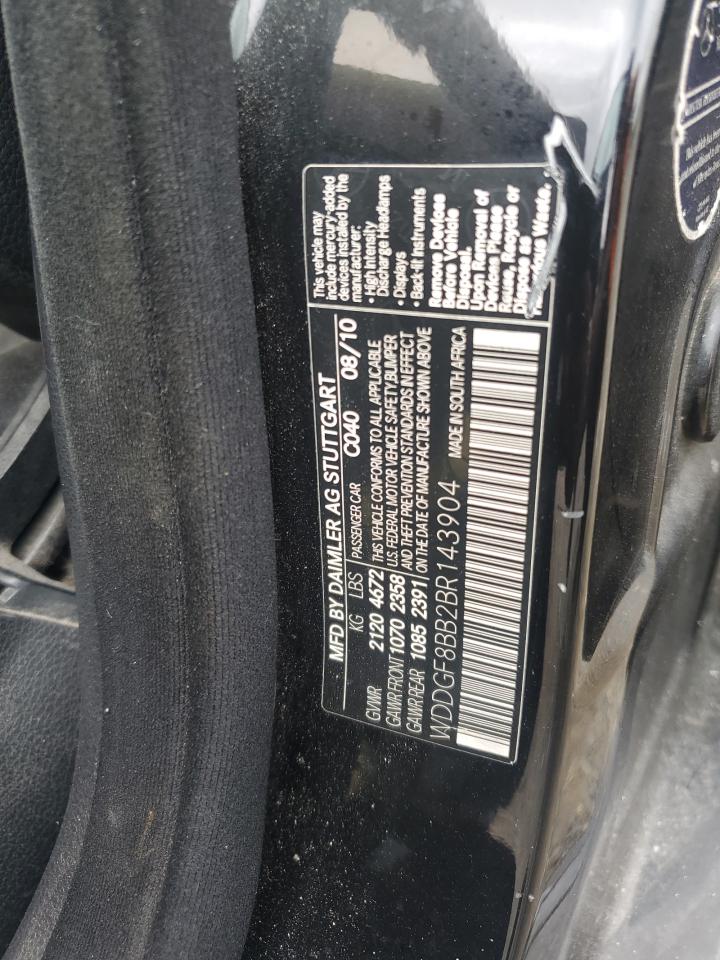 MFD BY DAIMLER AG STUTTGART
KG LBS PASSENGER CAR C040 08/10
GVWR 2120 4672
GAWR FRONT 1070 2358
GAWR REAR 1085 2391
THIS VEHICLE CONFORMS TO ALL APPLICABLE
U.S. FEDERAL MOTOR VEHICLE SAFETY, BUMPER
AND THEFT PREVENTION STANDARDS IN EFFECT
ON THE DATE OF MANUFACTURE SHOWN ABOVE
WDDGF8BB2BR143904 MADE IN SOUTH AFRICA
This vehicle may
include mercury-added
devices installed by the
manufacturer:
• High Intensity
Discharge Headlamps
• Displays
• Back-lit Instruments
Remove Devices
Before Vehicle
Disposal.
Upon Removal of
Devices Please
Reuse, Recycle or
Dispose as
Waste.